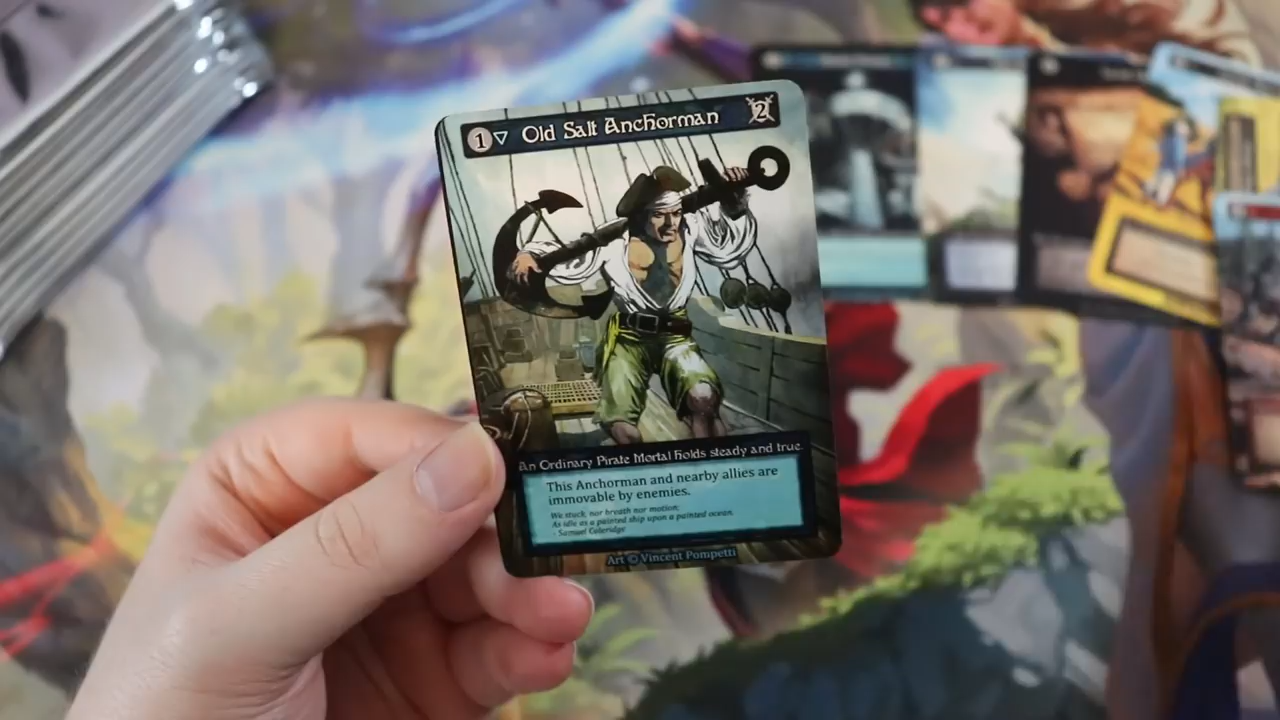 1 Old Salt Anchorman 2
An Ordinary Pirate Mortal holds steady and true.
This Anchorman and nearby allies are
immovable by enemies.
We stuck, nor breath nor motion;
As idle as a painted ship upon a painted ocean.
- Samuel Coleridge
Art © Vincent Pompetti